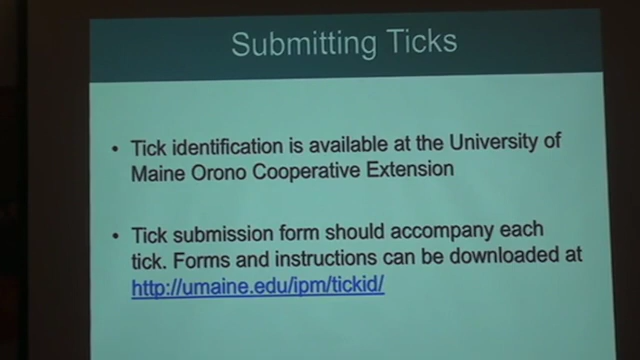 Submitting Ticks
• Tick identification is available at the University of
Maine Orono Cooperative Extension
• Tick submission form should accompany each
tick. Forms and instructions can be downloaded at
http://umaine.edu/ipm/tickid/